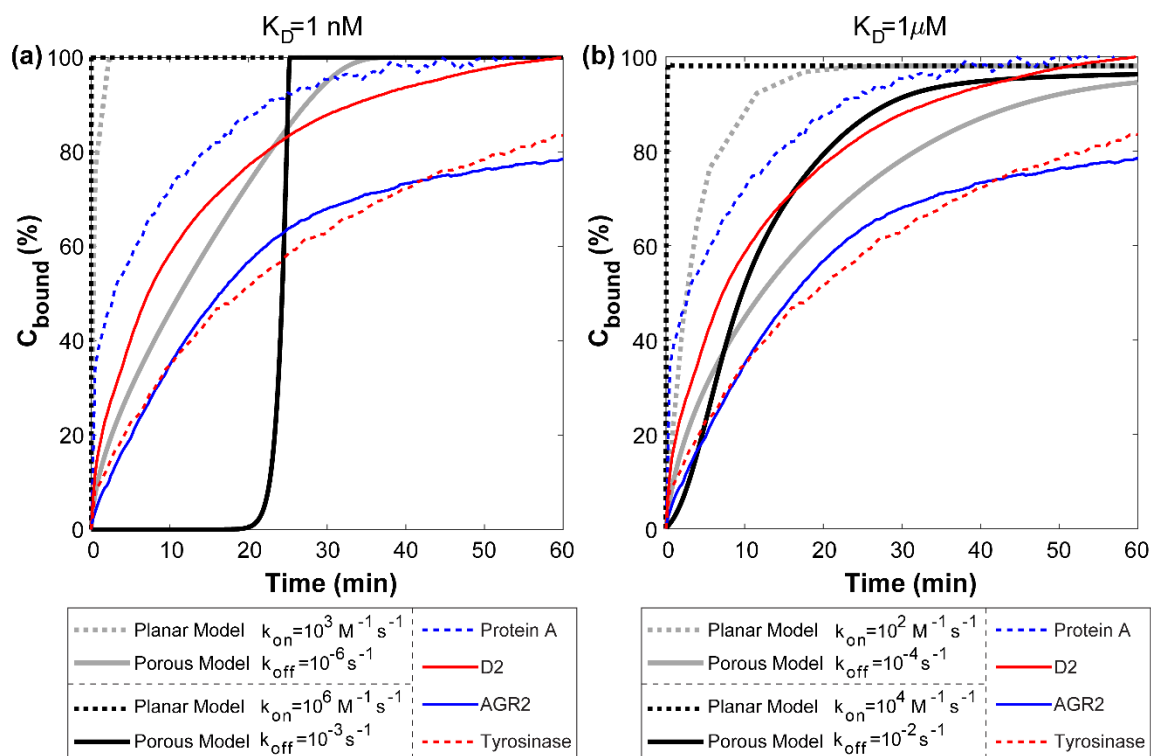 K_D=1 nM
(a)
100
80
60
40
20
0
C_bound (%)
0 10 20 30 40 50 60
Time (min)
Planar Model k_on=10^3 M^-1 s^-1
Porous Model k_off=10^-6 s^-1
Planar Model k_on=10^6 M^-1 s^-1
Porous Model k_off=10^-3 s^-1
Protein A
D2
AGR2
Tyrosinase
K_D=1μM
(b)
100
80
60
40
20
0
C_bound (%)
0 10 20 30 40 50 60
Time (min)
Planar Model k_on=10^2 M^-1 s^-1
Porous Model k_off=10^-4 s^-1
Planar Model k_on=10^4 M^-1 s^-1
Porous Model k_off=10^-2 s^-1
Protein A
D2
AGR2
Tyrosinase